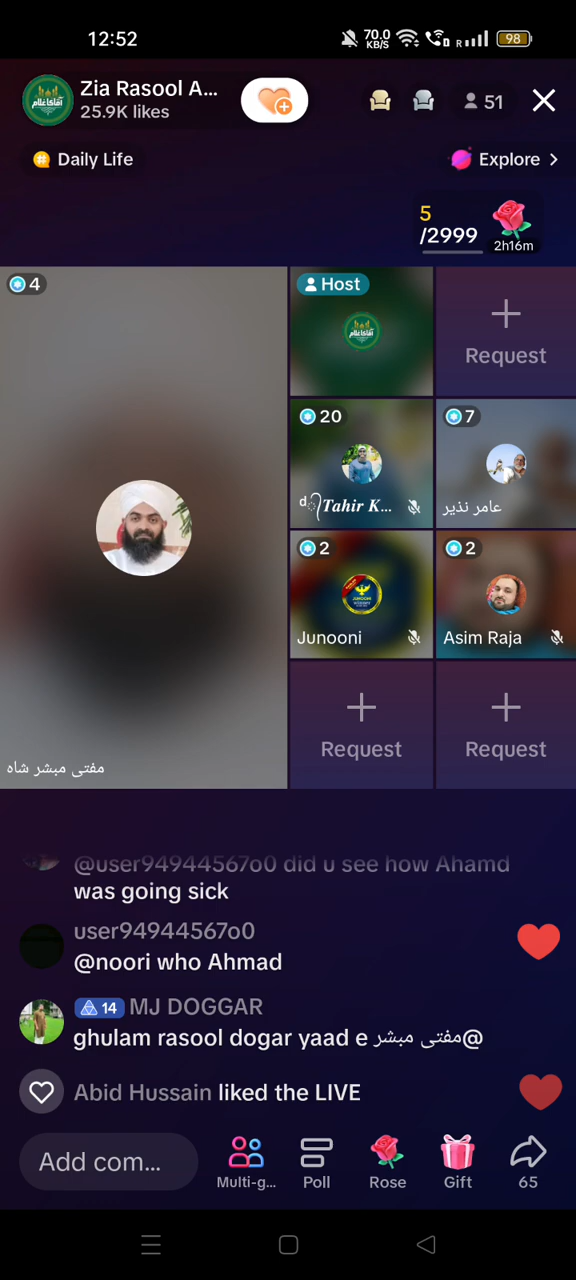 12:52
70.0
KB/S
R
98
Zia Rasool A...
25.9K likes
51
Daily Life
Explore
5
/2999
2h16m
4
Host
آقا کا غلام
Request
20
7
Tahir K...
عامر نذیر
2
2
Junooni
Asim Raja
مفتی مبشر شاہ
Request
Request
@user94944567o0 did u see how Ahamd
was going sick
user94944567o0
@noori who Ahmad
14 MJ DOGGAR
ghulam rasool dogar yaad e مفتی مبشر@
Abid Hussain liked the LIVE
Add com...
Multi-g...
Poll
Rose
Gift
65